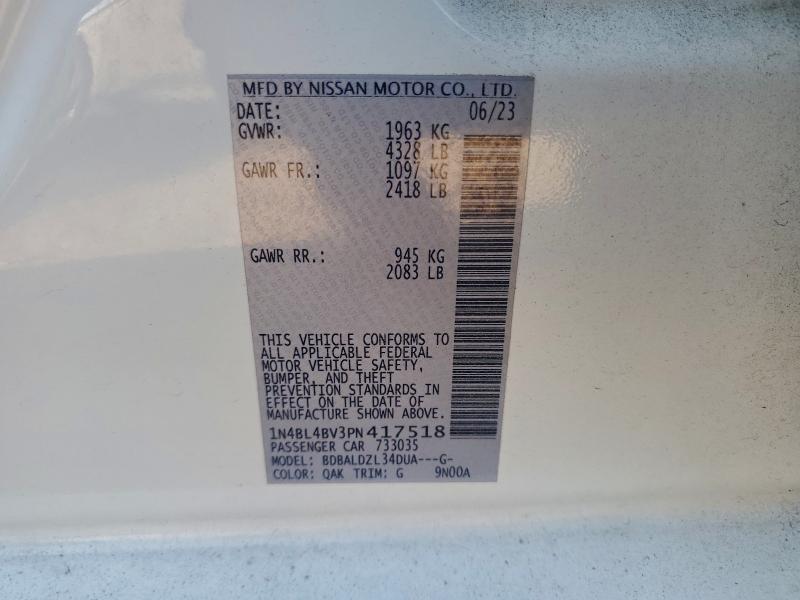 MFD BY NISSAN MOTOR CO., LTD.
DATE: 06/23
GVWR: 1963 KG
4328 LB
GAWR FR.: 1097 KG
2418 LB
GAWR RR.: 945 KG
2083 LB
THIS VEHICLE CONFORMS TO
ALL APPLICABLE FEDERAL
MOTOR VEHICLE SAFETY,
BUMPER, AND THEFT
PREVENTION STANDARDS IN
EFFECT ON THE DATE OF
MANUFACTURE SHOWN ABOVE.
1N4BL4BV3PN417518
PASSENGER CAR 733035
MODEL: BDBALDZL34DUA---G-
COLOR: QAK TRIM: G 9N00A